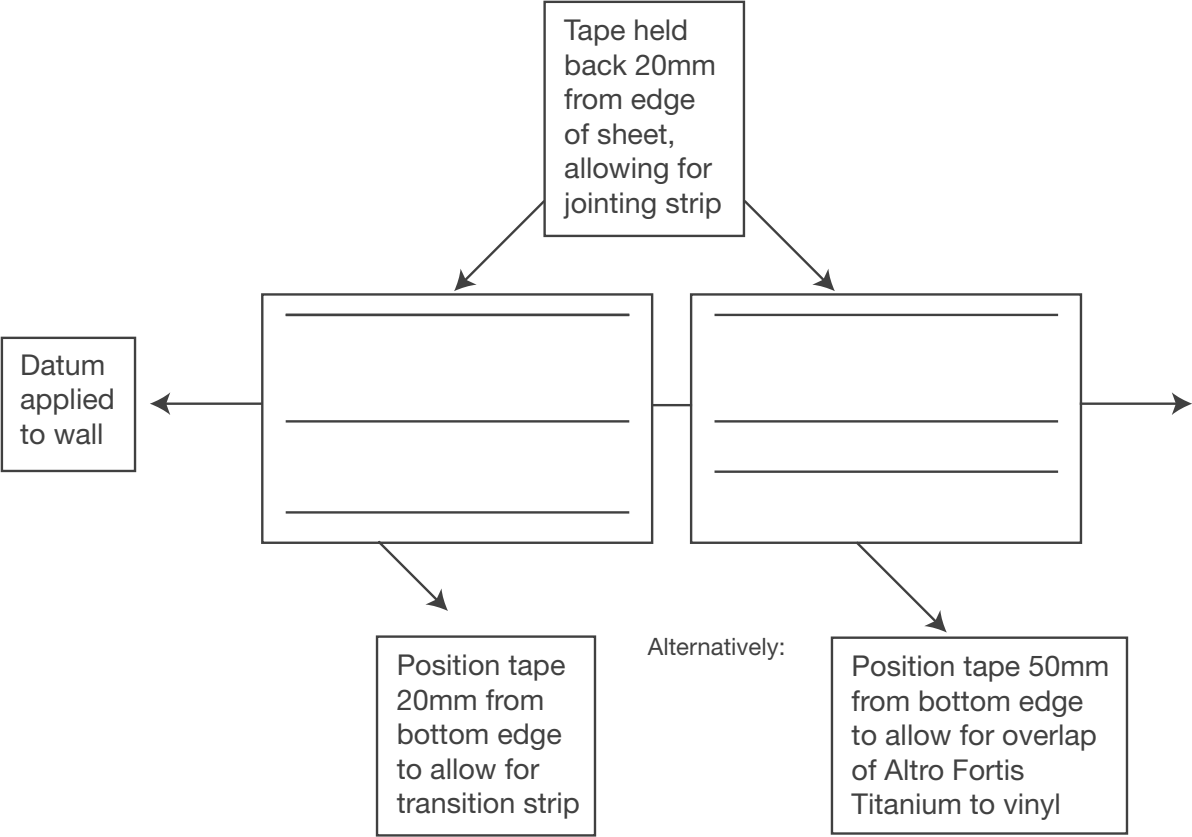 Tape held
back 20mm
from edge
of sheet,
allowing for
jointing strip
Datum
applied
to wall
Position tape
20mm from
bottom edge
to allow for
transition strip
Alternatively:
Position tape 50mm
from bottom edge
to allow for overlap
of Altro Fortis
Titanium to vinyl